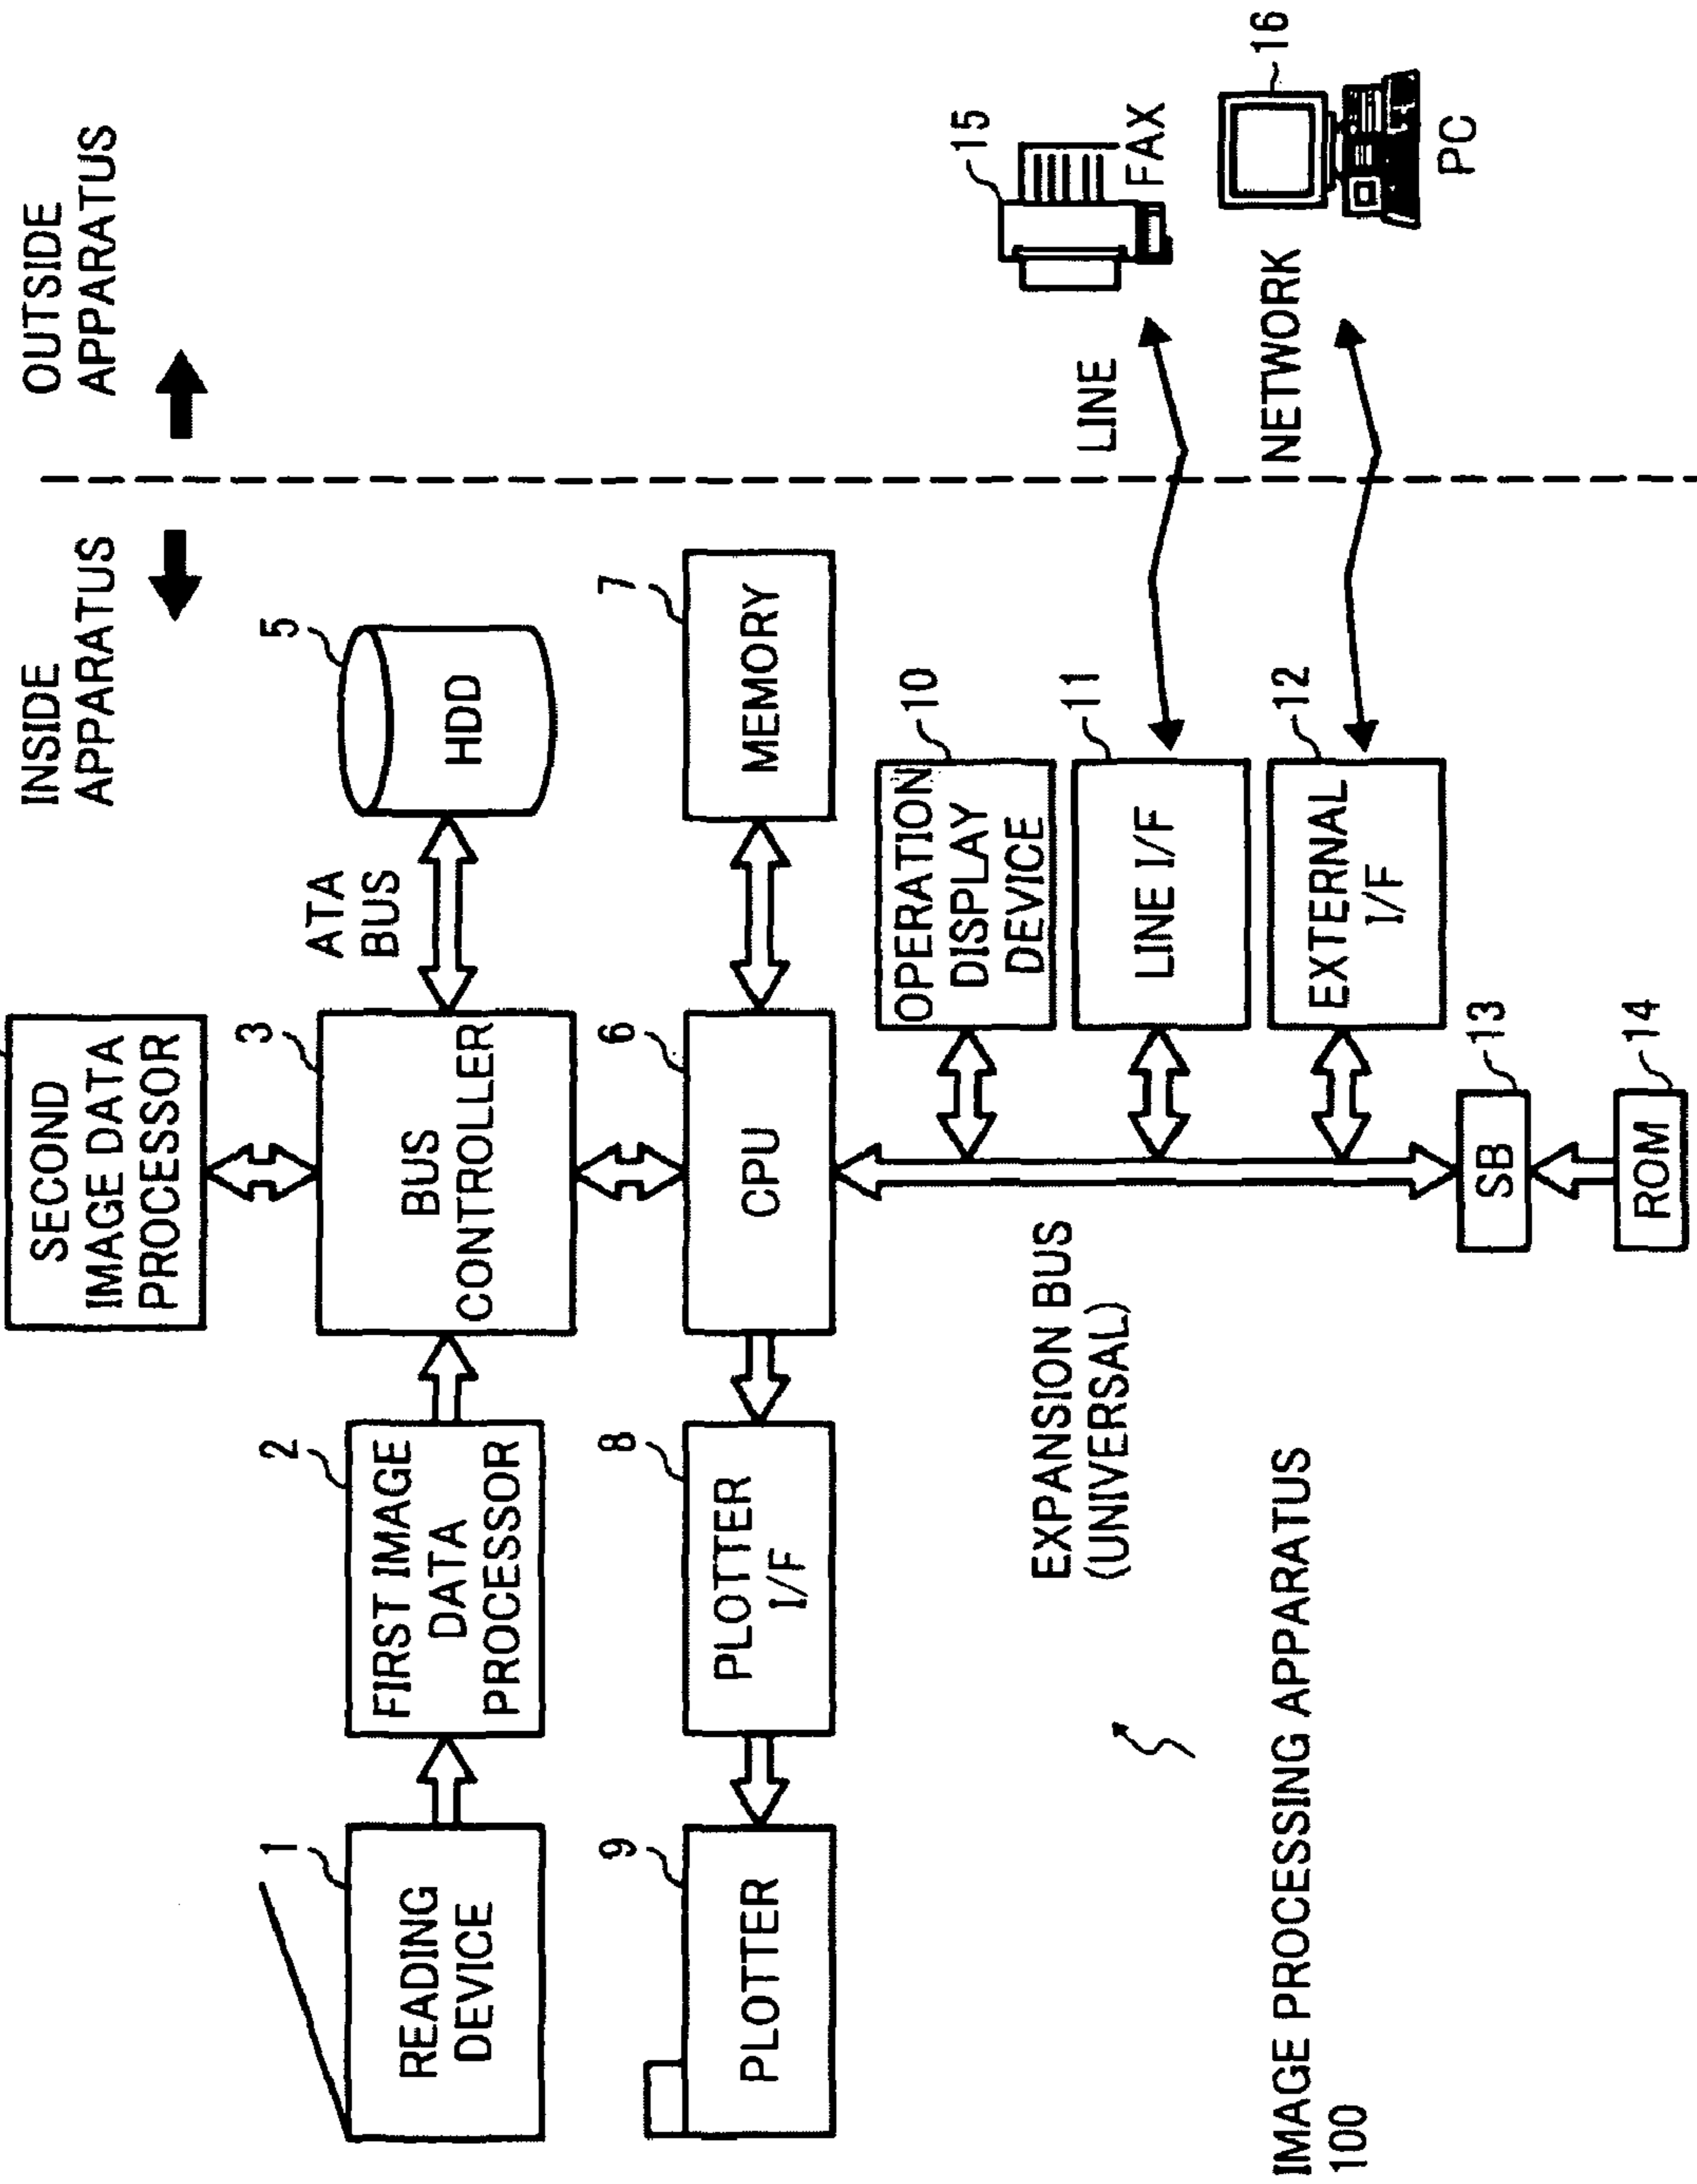 INSIDE
APPARATUS
OUTSIDE
APPARATUS
SECOND
IMAGE DATA
PROCESSOR
1
READING
DEVICE
2
FIRST IMAGE
DATA
PROCESSOR
3
BUS
CONTROLLER
ATA
BUS
5
HDD
9
PLOTTER
8
PLOTTER
I/F
6
CPU
7
MEMORY
10
OPERATION
DISPLAY
DEVICE
11
LINE I/F
12
EXTERNAL
I/F
LINE
NETWORK
15
FAX
16
PC
EXPANSION BUS
(UNIVERSAL)
13
SB
14
ROM
IMAGE PROCESSING APPARATUS
100